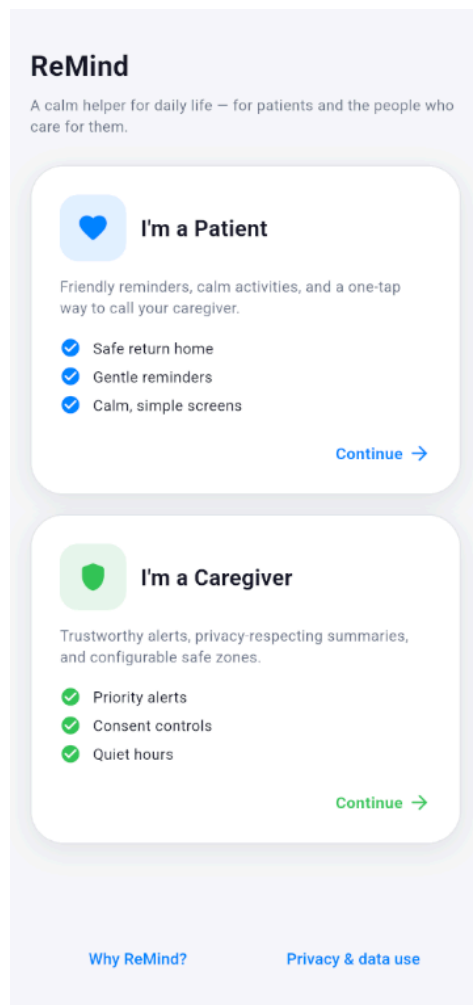 ReMind
A calm helper for daily life — for patients and the people who
care for them.
I'm a Patient
Friendly reminders, calm activities, and a one-tap
way to call your caregiver.
Safe return home
Gentle reminders
Calm, simple screens
Continue
I'm a Caregiver
Trustworthy alerts, privacy-respecting summaries,
and configurable safe zones.
Priority alerts
Consent controls
Quiet hours
Continue
Why ReMind?
Privacy & data use